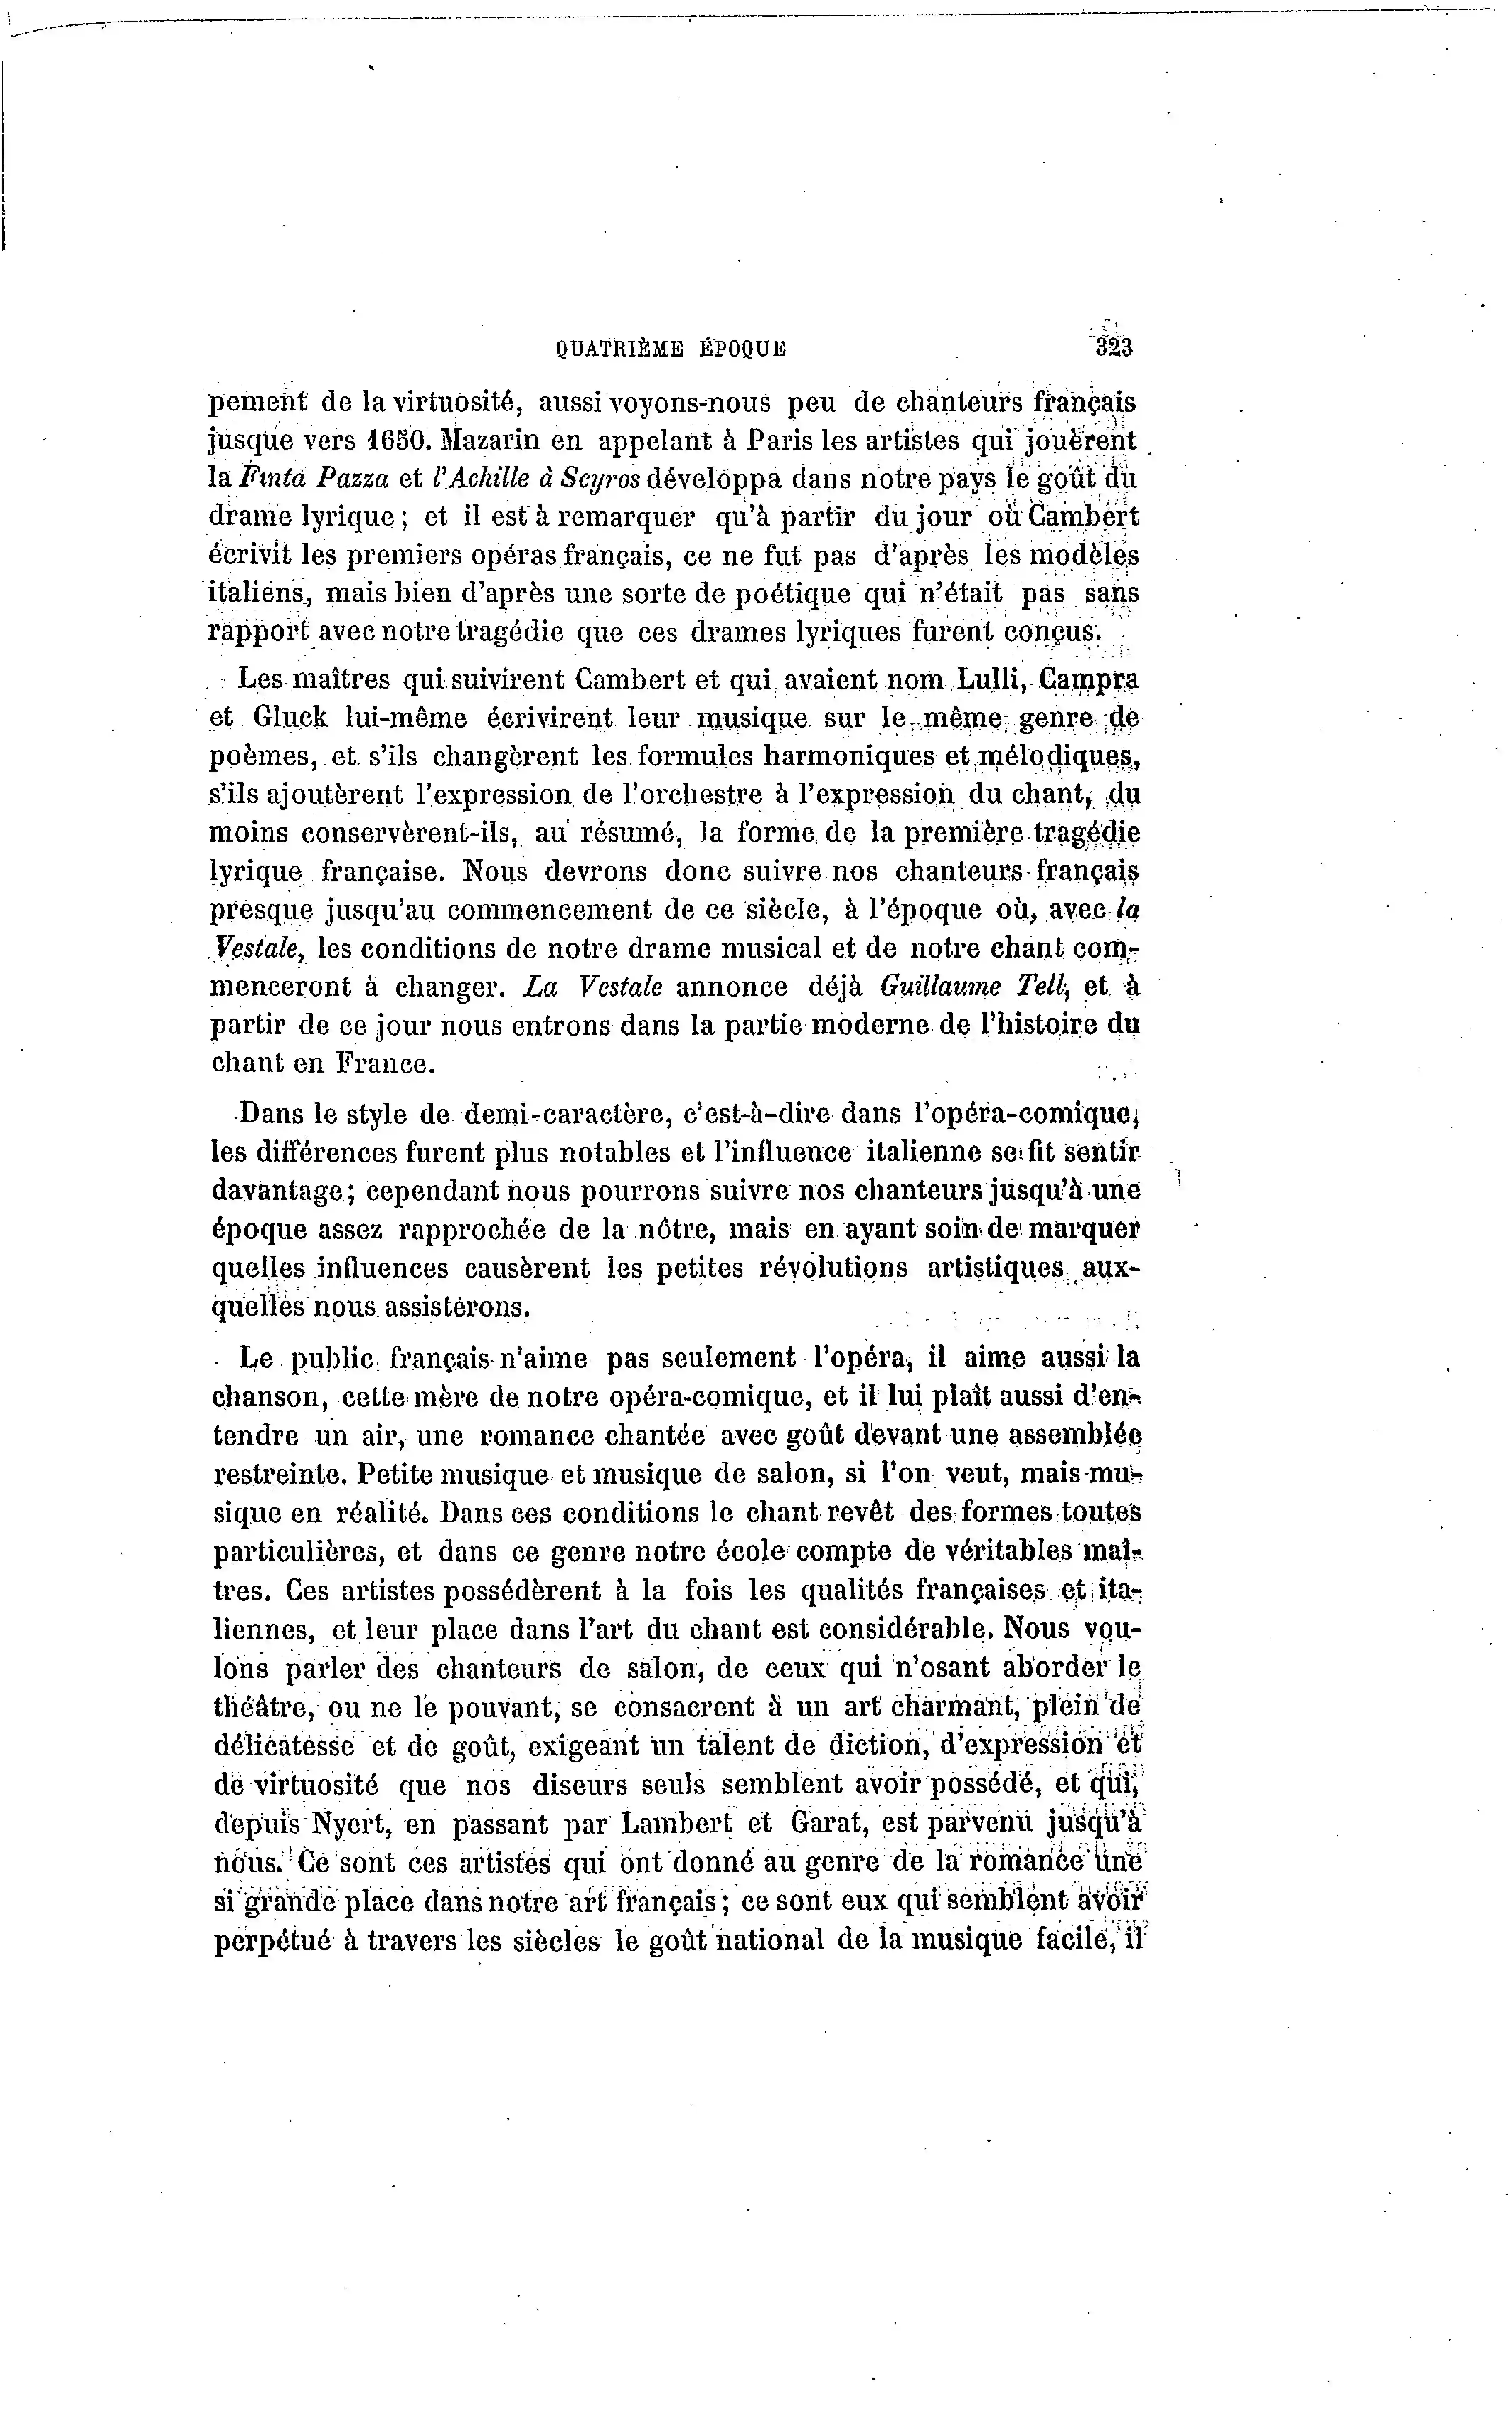 QUATRIÈME ÉPOQUE 323
pement de la virtuosité, aussi voyons-nous peu de chanteurs français
jusque vers 1650. Mazarin en appelant à Paris les artistes qui jouèrent
la Finta Pazza et l'Achille à Scyros développa dans notre pays le goût du
drame lyrique ; et il est à remarquer qu'à partir du jour où Cambert
écrivit les premiers opéras français, ce ne fut pas d'après les modèles
italiens, mais bien d'après une sorte de poétique qui n'était pas sans
rapport avec notre tragédie que ces drames lyriques furent conçus.
Les maîtres qui suivirent Cambert et qui avaient nom Lulli, Campra
et Gluck lui-même écrivirent leur musique sur le même genre de
poèmes, et s'ils changèrent les formules harmoniques et mélodiques,
s'ils ajoutèrent l'expression de l'orchestre à l'expression du chant, du
moins conservèrent-ils, au résumé, la forme de la première tragédie
lyrique française. Nous devrons donc suivre nos chanteurs français
presque jusqu'au commencement de ce siècle, à l'époque où, avec la
Vestale, les conditions de notre drame musical et de notre chant com-
menceront à changer. La Vestale annonce déjà Guillaume Tell, et à
partir de ce jour nous entrons dans la partie moderne de l'histoire du
chant en France.
Dans le style de demi-caractère, c'est-à-dire dans l'opéra-comique,
les différences furent plus notables et l'influence italienne se fit sentir
davantage ; cependant nous pourrons suivre nos chanteurs jusqu'à une
époque assez rapprochée de la nôtre, mais en ayant soin de marquer
quelles influences causèrent les petites révolutions artistiques aux-
quelles nous assisterons.
Le public français n'aime pas seulement l'opéra, il aime aussi la
chanson, cette mère de notre opéra-comique, et il lui plaît aussi d'en-
tendre un air, une romance chantée avec goût devant une assemblée
restreinte. Petite musique et musique de salon, si l'on veut, mais mu-
sique en réalité. Dans ces conditions le chant revêt des formes toutes
particulières, et dans ce genre notre école compte de véritables maî-
tres. Ces artistes possédèrent à la fois les qualités françaises et ita-
liennes, et leur place dans l'art du chant est considérable. Nous vou-
lons parler des chanteurs de salon, de ceux qui n'osant aborder le
théâtre, ou ne le pouvant, se consacrent à un art charmant, plein de
délicatesse et de goût, exigeant un talent de diction, d'expression et
de virtuosité que nos diseurs seuls semblent avoir possédé, et qui,
depuis Nyert, en passant par Lambert et Garat, est parvenu jusqu'à
nous. Ce sont ces artistes qui ont donné au genre de la romance une
si grande place dans notre art français ; ce sont eux qui semblent avoir
perpétué à travers les siècles le goût national de la musique facile, il